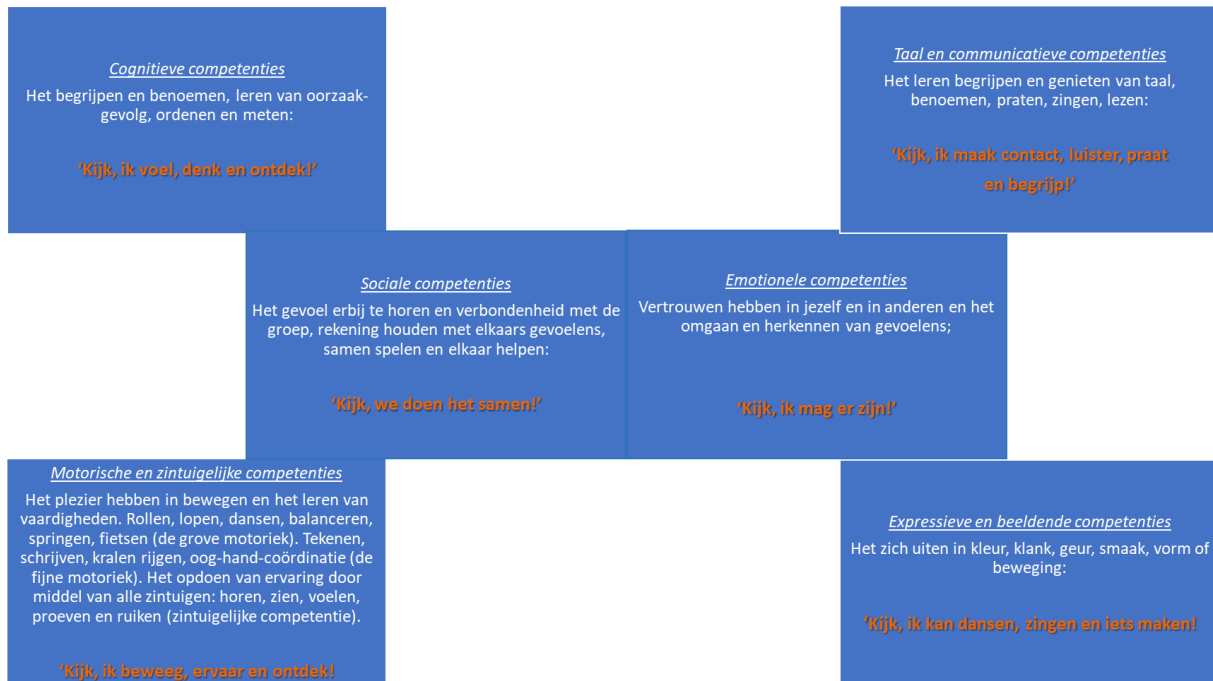 Cognitieve competenties
Het begrijpen en benoemen, leren van oorzaak-
gevolg, ordenen en meten:
‘Kijk, ik voel, denk en ontdek!’
Taal en communicatieve competenties
Het leren begrijpen en genieten van taal,
benoemen, praten, zingen, lezen:
‘Kijk, ik maak contact, luister, praat
en begrijp!’
Sociale competenties
Het gevoel erbij te horen en verbondenheid met de
groep, rekening houden met elkaars gevoelens,
samen spelen en elkaar helpen:
‘Kijk, we doen het samen!’
Emotionele competenties
Vertrouwen hebben in jezelf en in anderen en het
omgaan en herkennen van gevoelens;
‘Kijk, ik mag er zijn!’
Motorische en zintuigelijke competenties
Het plezier hebben in bewegen en het leren van
vaardigheden. Rollen, lopen, dansen, balanceren,
springen, fietsen (de grove motoriek). Tekenen,
schrijven, kralen rijgen, oog-hand-coördinatie (de
fijne motoriek). Het opdoen van ervaring door
middel van alle zintuigen: horen, zien, voelen,
proeven en ruiken (zintuigelijke competentie).
‘Kijk, ik beweeg, ervaar en ontdek!
Expressieve en beeldende competenties
Het zich uiten in kleur, klank, geur, smaak, vorm of
beweging:
‘Kijk, ik kan dansen, zingen en iets maken!